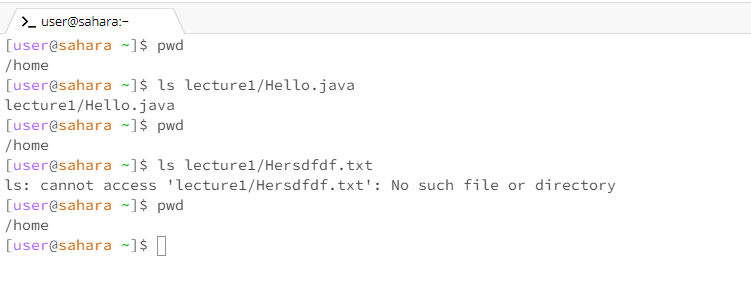 >_ user@sahara:~
[user@sahara ~]$ pwd
/home
[user@sahara ~]$ ls lecture1/Hello.java
lecture1/Hello.java
[user@sahara ~]$ pwd
/home
[user@sahara ~]$ ls lecture1/Hersdfdf.txt
ls: cannot access 'lecture1/Hersdfdf.txt': No such file or directory
[user@sahara ~]$ pwd
/home
[user@sahara ~]$